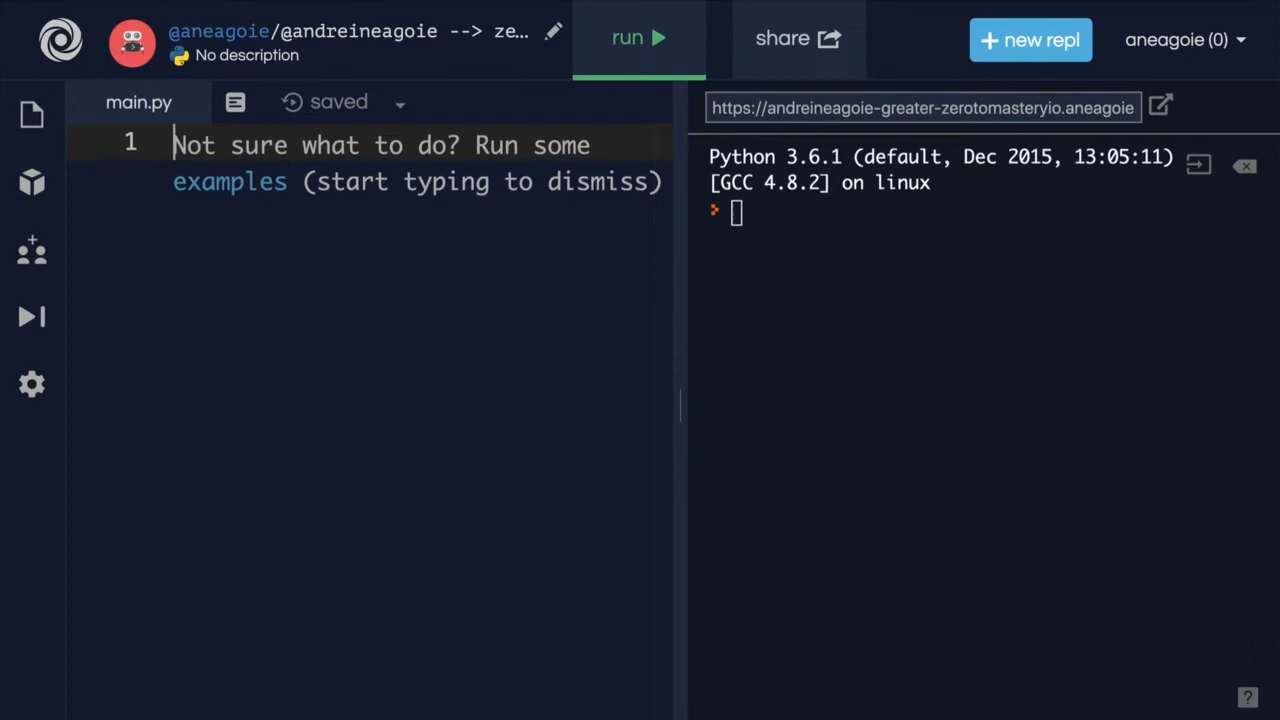 @aneagoie/@andreineagoie --> ze...
No description
run
share
+ new repl
aneagoie (0)
main.py
saved
1
Not sure what to do? Run some
examples (start typing to dismiss)
https://andreineagoie-greater-zerotomasteryio.aneagoie
Python 3.6.1 (default, Dec 2015, 13:05:11)
[GCC 4.8.2] on linux
?